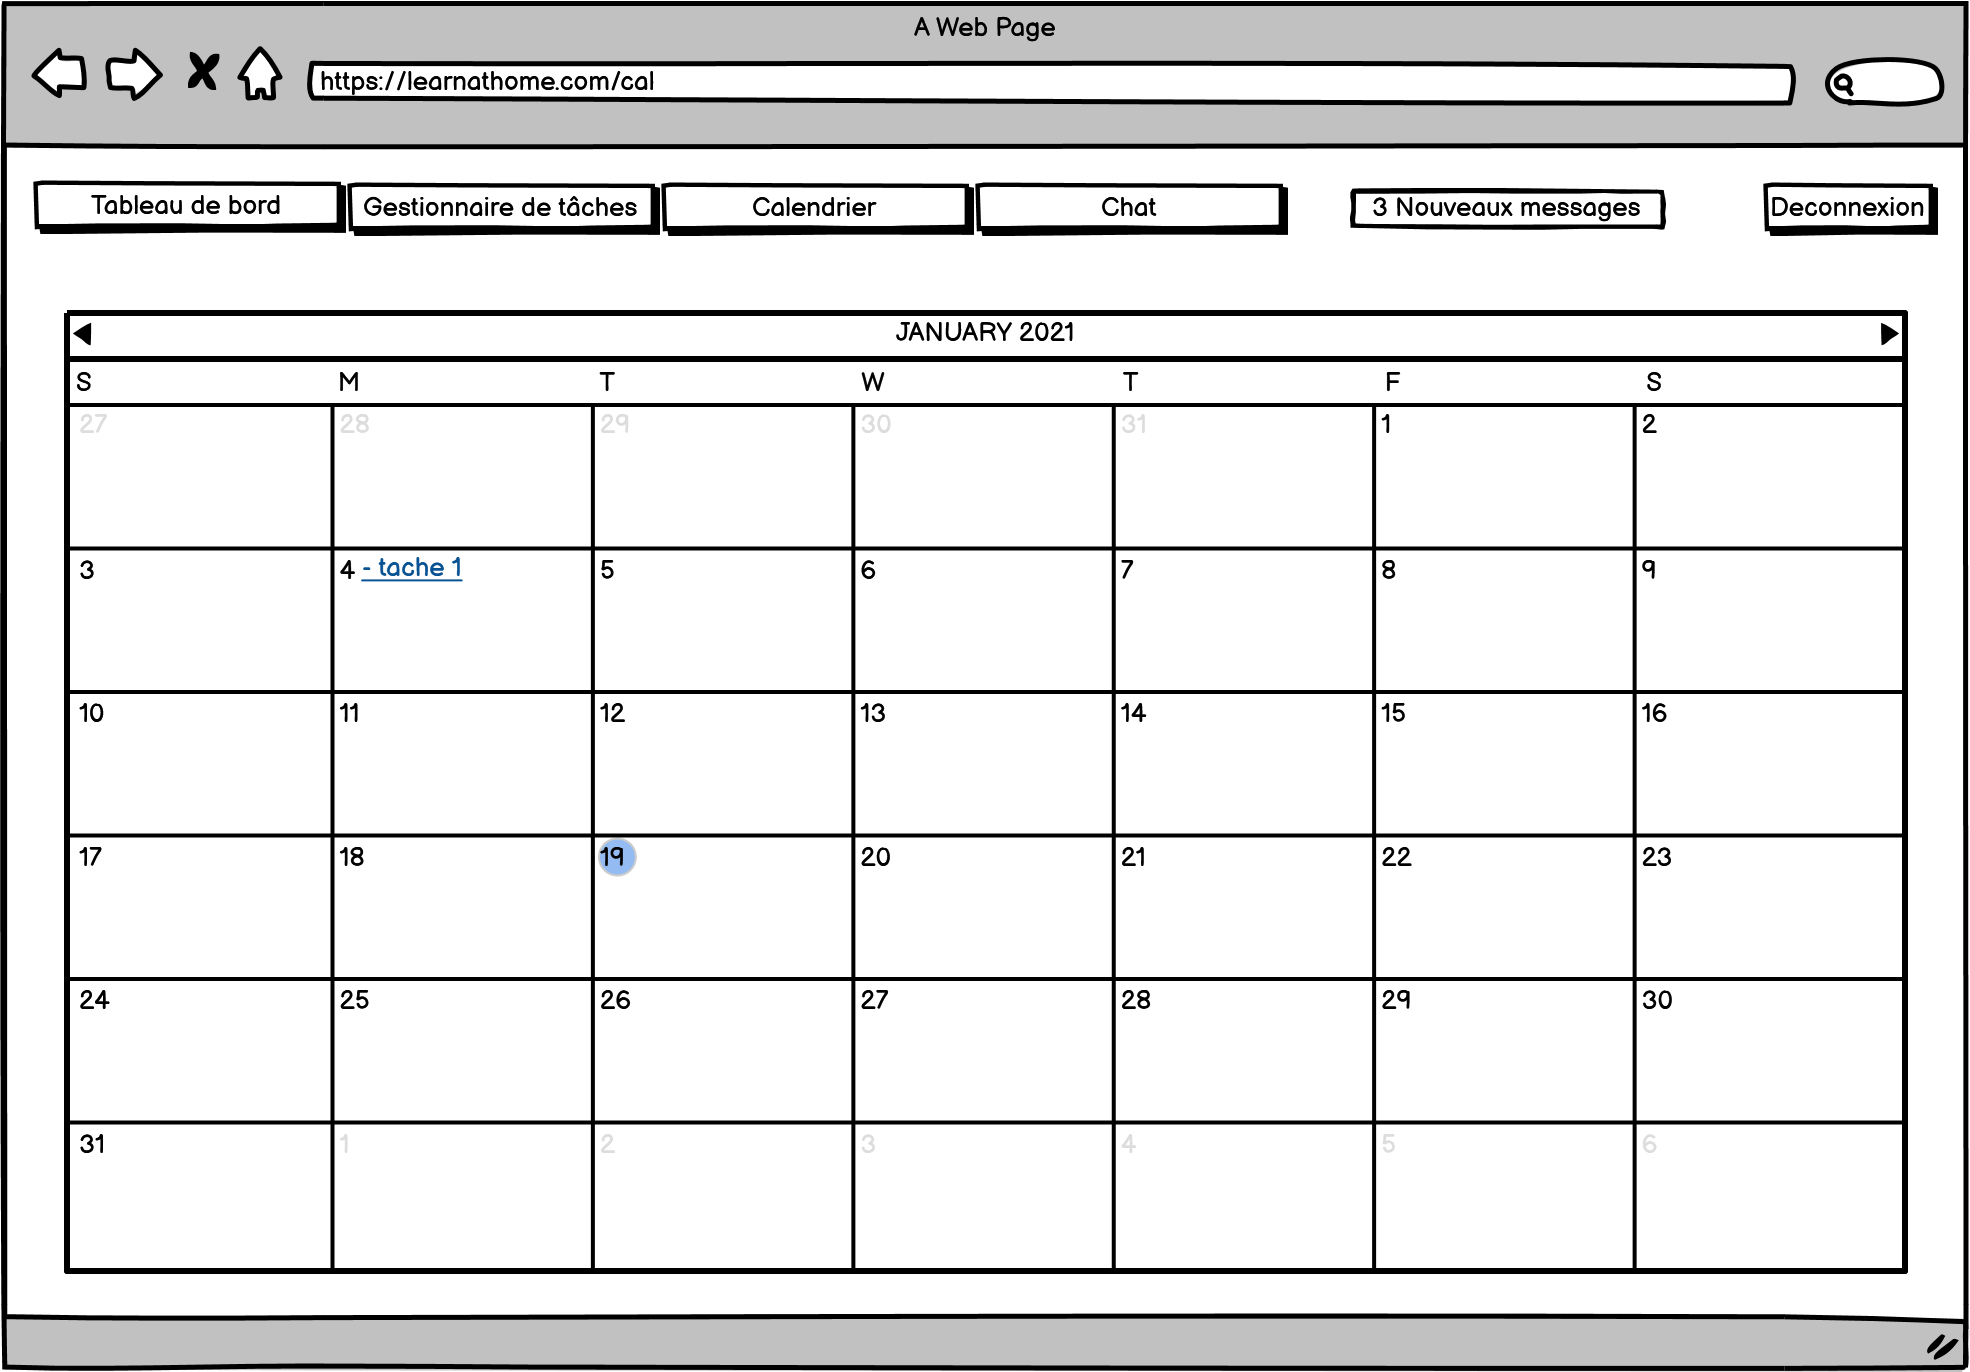 A Web Page
https://learnathome.com/cal
Tableau de bord
Gestionnaire de tâches
Calendrier
Chat
3 Nouveaux messages
Deconnexion
JANUARY 2021
S M T W T F S
27 28 29 30 31 1 2
3 4 - tache 1 5 6 7 8 9
10 11 12 13 14 15 16
17 18 19 20 21 22 23
24 25 26 27 28 29 30
31 1 2 3 4 5 6